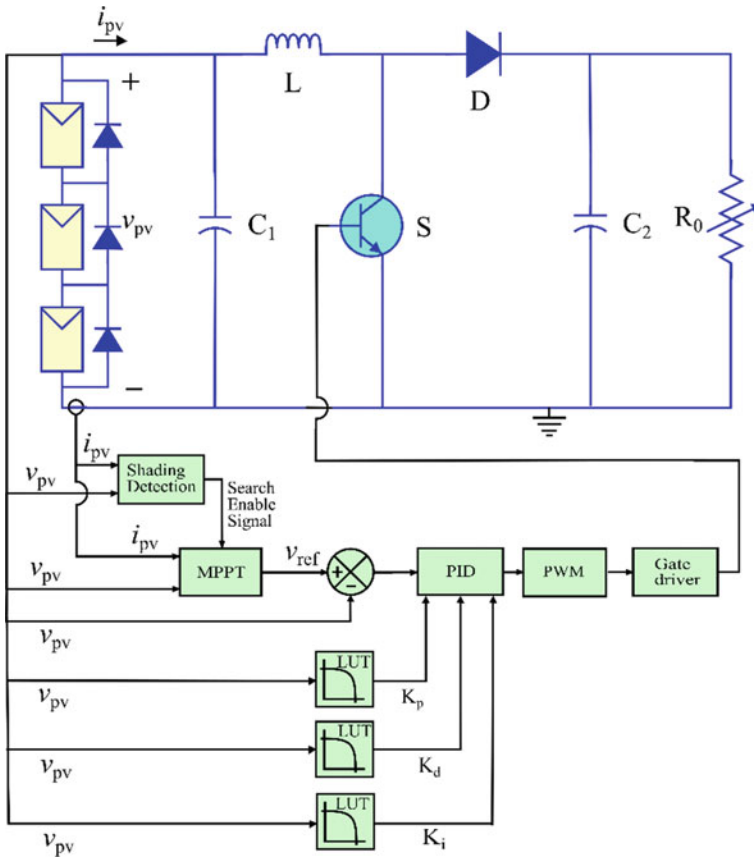 i_pv
+
L
D
v_pv
C_1
S
C_2
R_0
−
i_pv
v_pv
Shading
Detection
Search
Enable
Signal
i_pv
v_pv
MPPT
v_ref
+
−
PID
PWM
Gate
driver
v_pv
LUT
v_pv
K_p
LUT
v_pv
K_d
LUT
v_pv
K_i